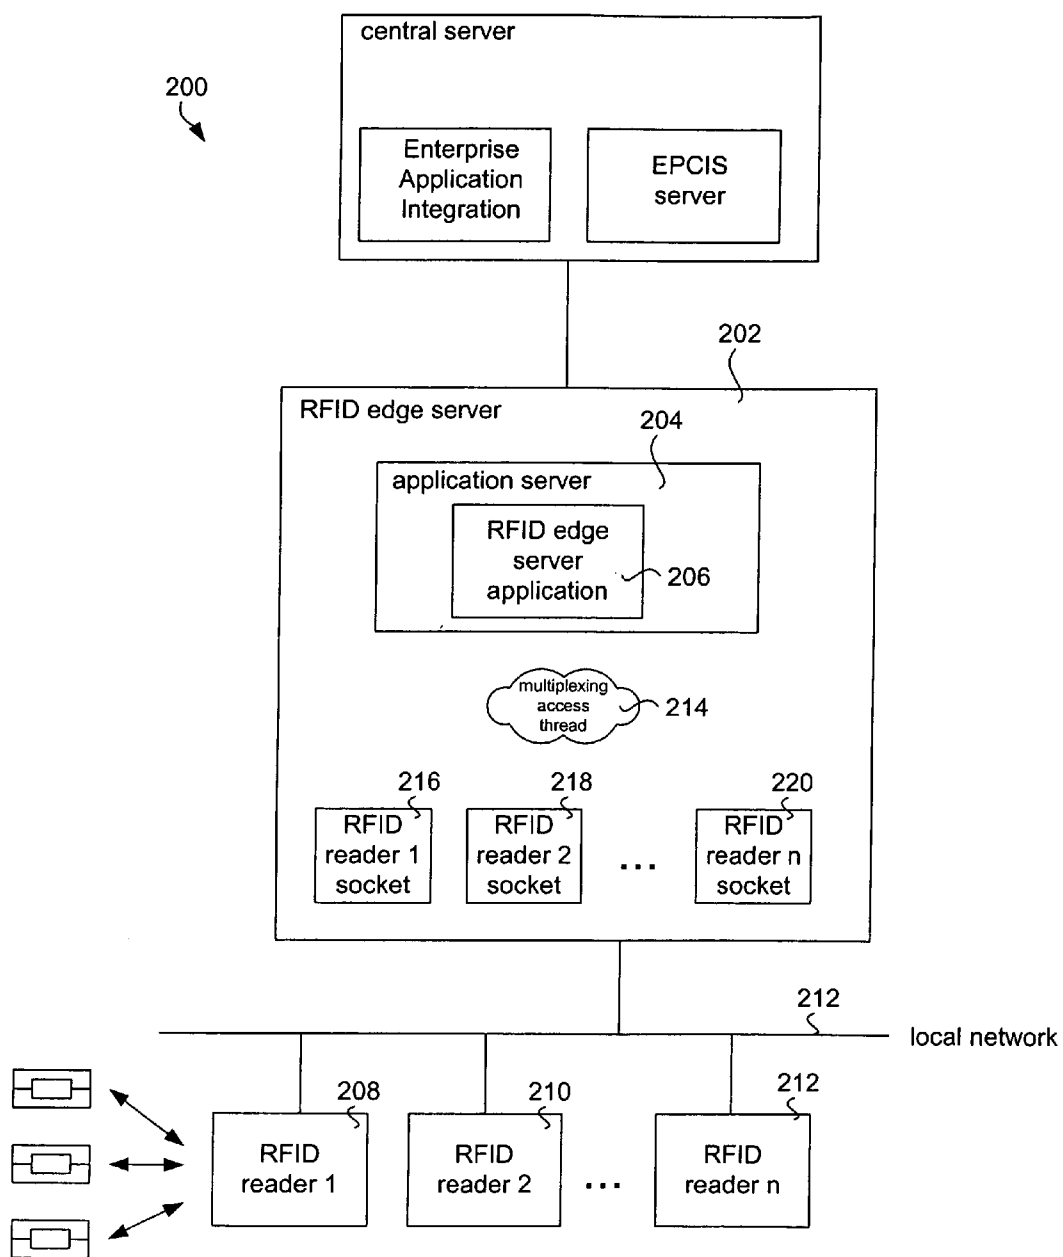 central server
200
Enterprise
Application
Integration
EPCIS
server
202
RFID edge server
204
application server
RFID edge
server
application
206
multiplexing
access
thread
214
216
218
220
RFID
reader 1
socket
RFID
reader 2
socket
...
RFID
reader n
socket
212
local network
208
210
212
RFID
reader 1
RFID
reader 2
...
RFID
reader n